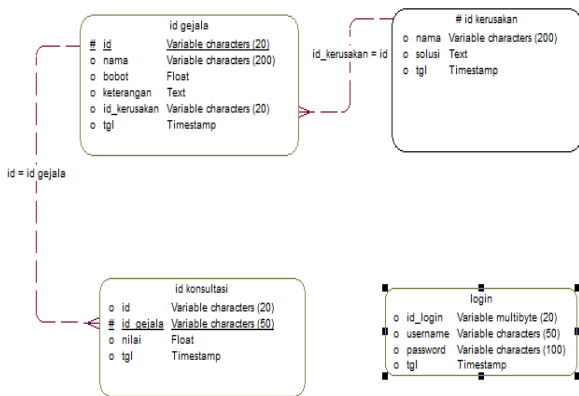 id gejala
# id Variable characters (20)
o nama Variable characters (200)
o bobot Float
o keterangan Text
o id_kerusakan Variable characters (20)
o tgl Timestamp
id_kerusakan = id
# id kerusakan
o nama Variable characters (200)
o solusi Text
o tgl Timestamp
id = id gejala
id konsultasi
o id Variable characters (20)
# id_gejala Variable characters (50)
o nilai Float
o tgl Timestamp
login
o id_login Variable multibyte (20)
o username Variable characters (50)
o password Variable characters (100)
o tgl Timestamp